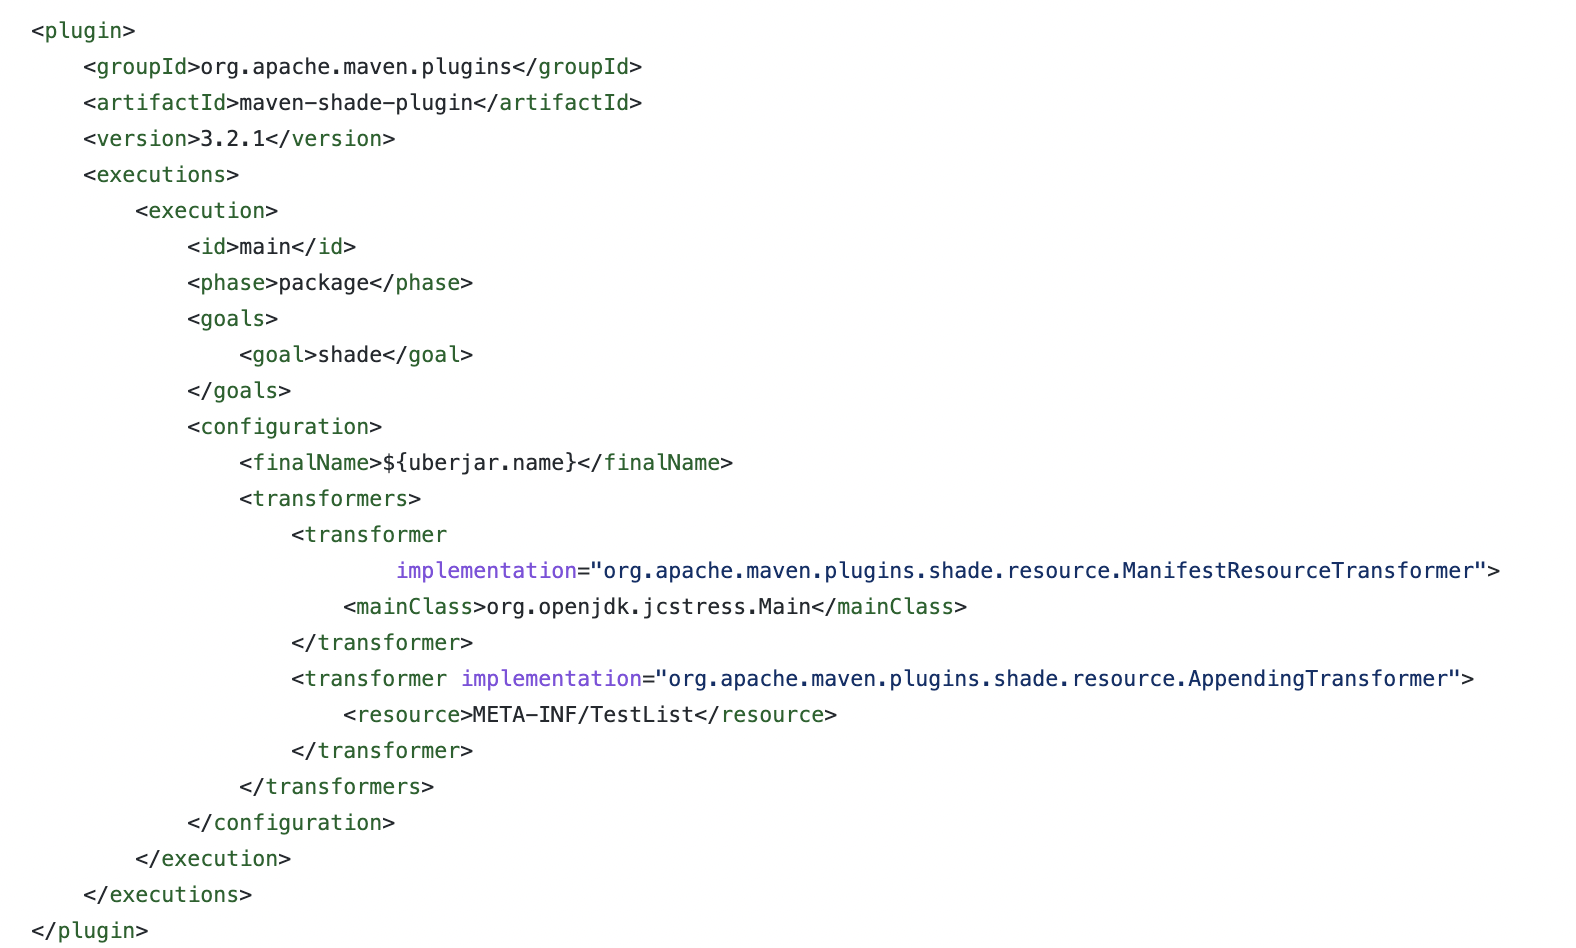 <plugin>
    <groupId>org.apache.maven.plugins</groupId>
    <artifactId>maven-shade-plugin</artifactId>
    <version>3.2.1</version>
    <executions>
        <execution>
            <id>main</id>
            <phase>package</phase>
            <goals>
                <goal>shade</goal>
            </goals>
            <configuration>
                <finalName>${uberjar.name}</finalName>
                <transformers>
                    <transformer
                            implementation="org.apache.maven.plugins.shade.resource.ManifestResourceTransformer">
                        <mainClass>org.openjdk.jcstress.Main</mainClass>
                    </transformer>
                    <transformer implementation="org.apache.maven.plugins.shade.resource.AppendingTransformer">
                        <resource>META-INF/TestList</resource>
                    </transformer>
                </transformers>
            </configuration>
        </execution>
    </executions>
</plugin>